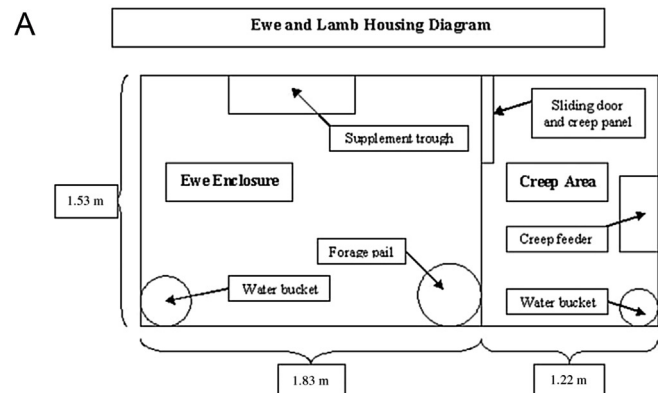 A
Ewe and Lamb Housing Diagram
Sliding door
and creep panel
Supplement trough
Ewe Enclosure
Creep Area
1.53 m
Creep feeder
Forage pail
Water bucket
Water bucket
1.83 m
1.22 m